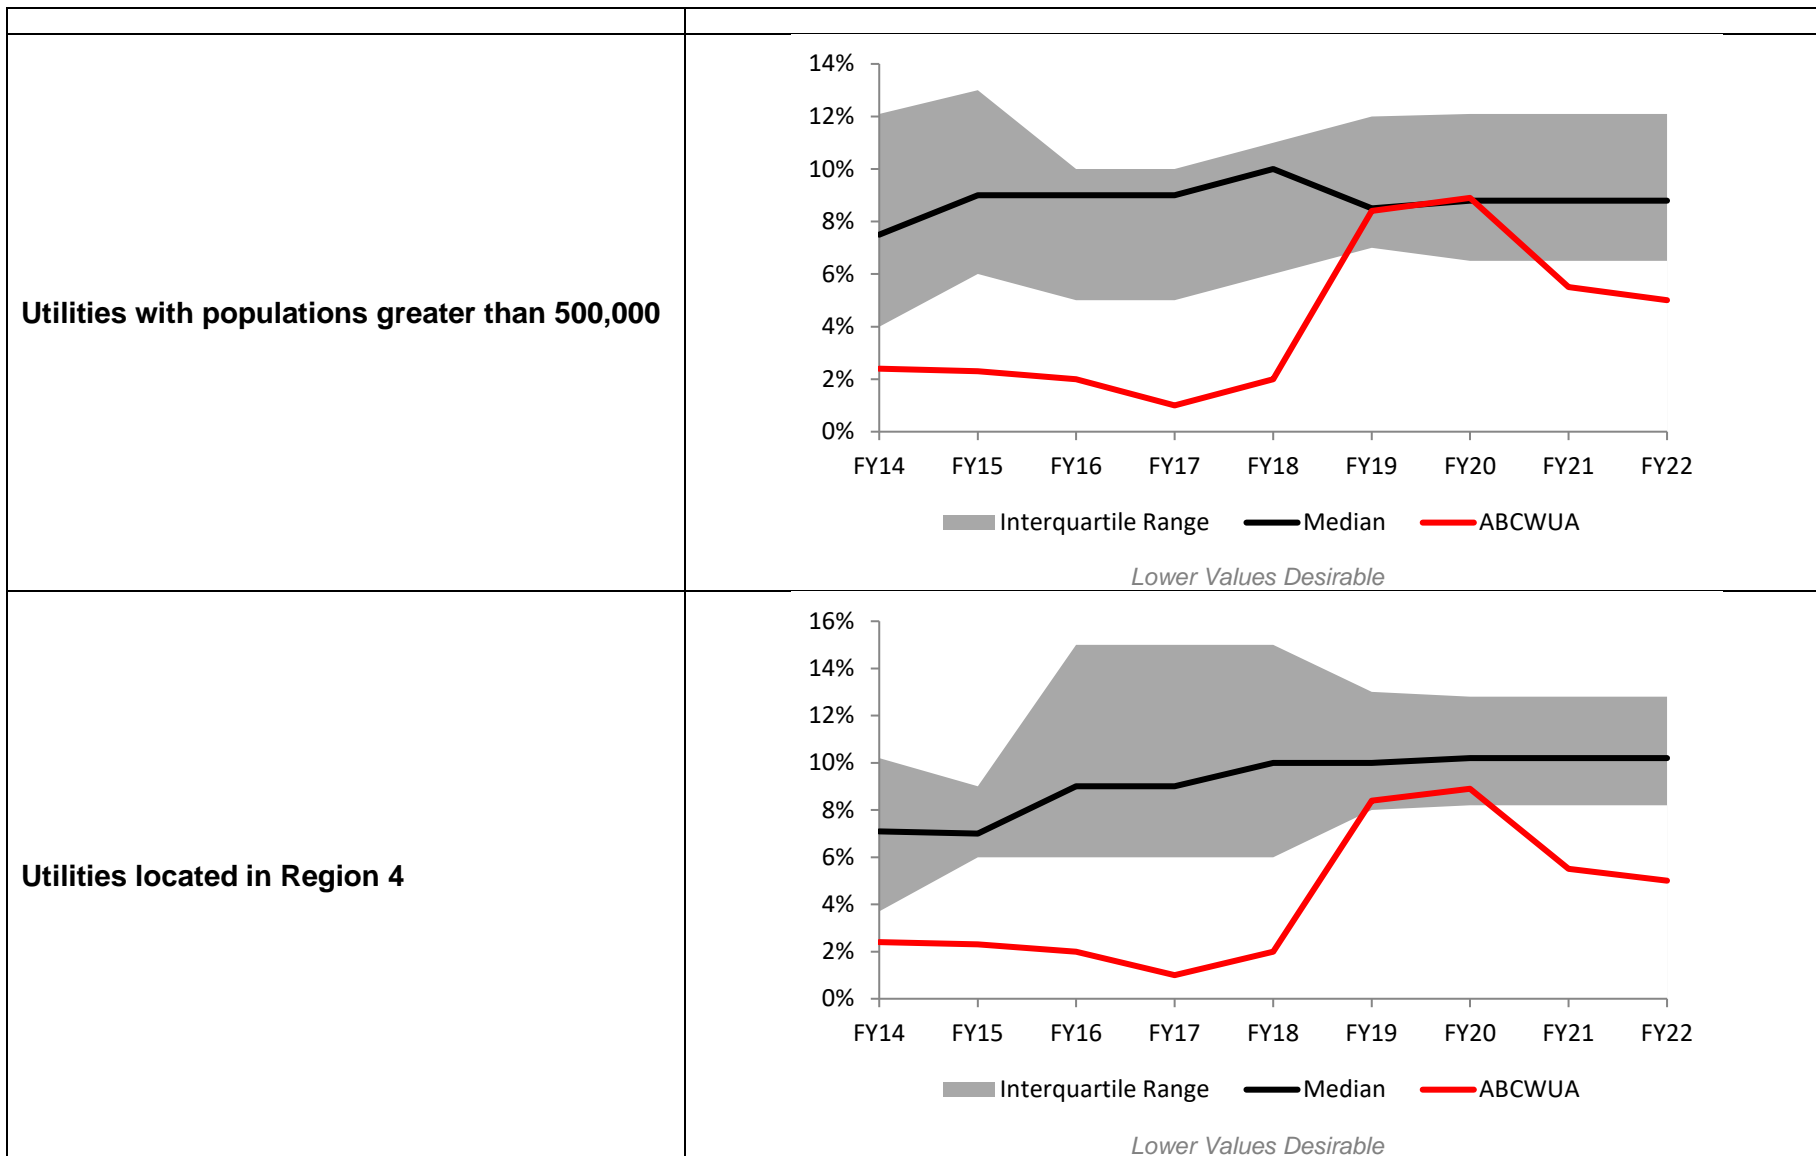 Utilities with populations greater than 500,000
14%
12%
10%
8%
6%
4%
2%
0%
FY14 FY15 FY16 FY17 FY18 FY19 FY20 FY21 FY22
Interquartile Range Median ABCWUA
Lower Values Desirable
Utilities located in Region 4
16%
14%
12%
10%
8%
6%
4%
2%
0%
FY14 FY15 FY16 FY17 FY18 FY19 FY20 FY21 FY22
Interquartile Range Median ABCWUA
Lower Values Desirable